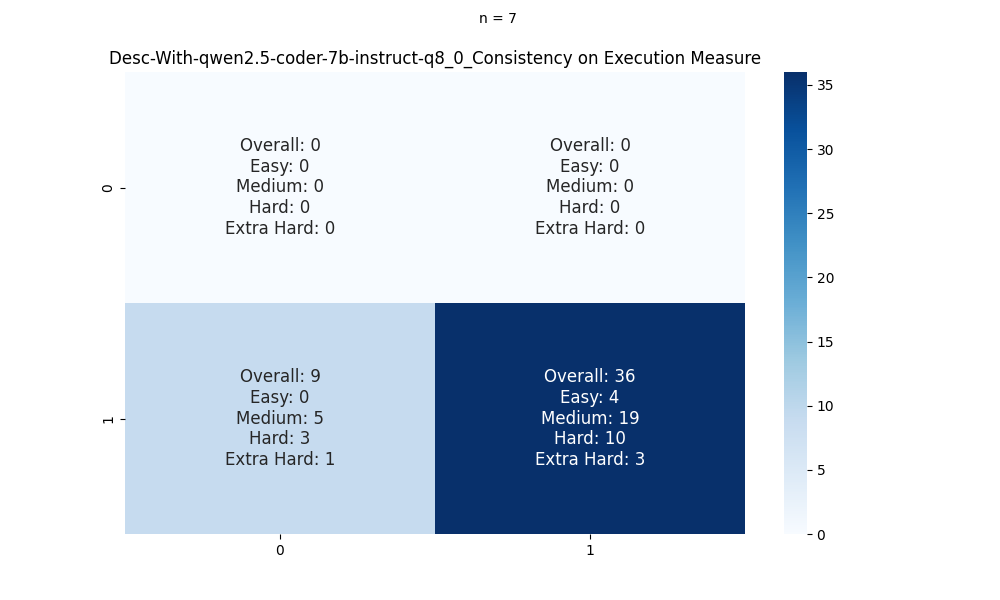 n = 7
Desc-With-qwen2.5-coder-7b-instruct-q8_0_Consistency on Execution Measure
0
Overall: 0
Easy: 0
Medium: 0
Hard: 0
Extra Hard: 0
Overall: 0
Easy: 0
Medium: 0
Hard: 0
Extra Hard: 0
1
Overall: 9
Easy: 0
Medium: 5
Hard: 3
Extra Hard: 1
Overall: 36
Easy: 4
Medium: 19
Hard: 10
Extra Hard: 3
0
1
35
30
25
20
15
10
5
0